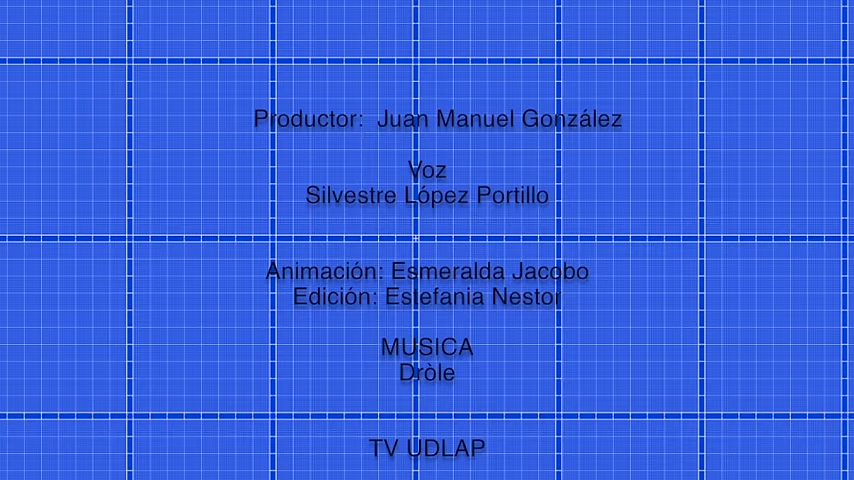 Productor:  Juan Manuel González
Voz
Silvestre López Portillo
Animación: Esmeralda Jacobo
Edición: Estefania Nestor
MUSICA
Dròle
TV UDLAP